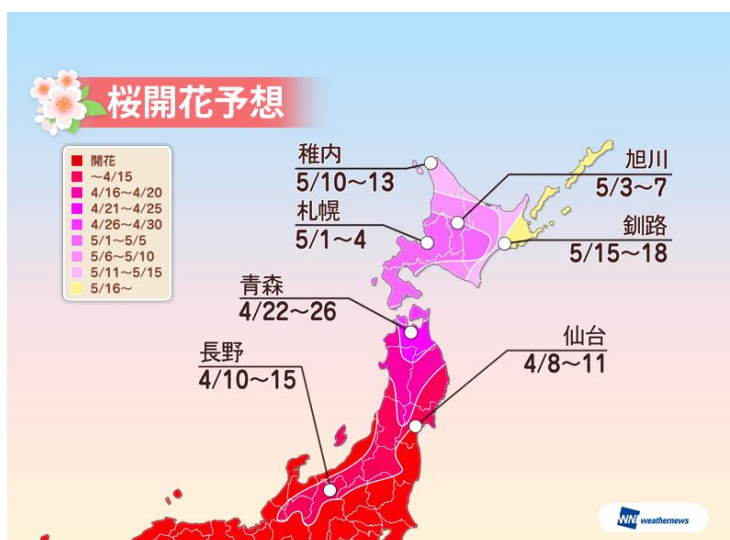 桜開花予想
開花
～4/15
4/16～4/20
4/21～4/25
4/26～4/30
5/1～5/5
5/6～5/10
5/11～5/15
5/16～
稚内
5/10～13
旭川
5/3～7
札幌
5/1～4
釧路
5/15～18
青森
4/22～26
仙台
4/8～11
長野
4/10～15
WNI weathernews